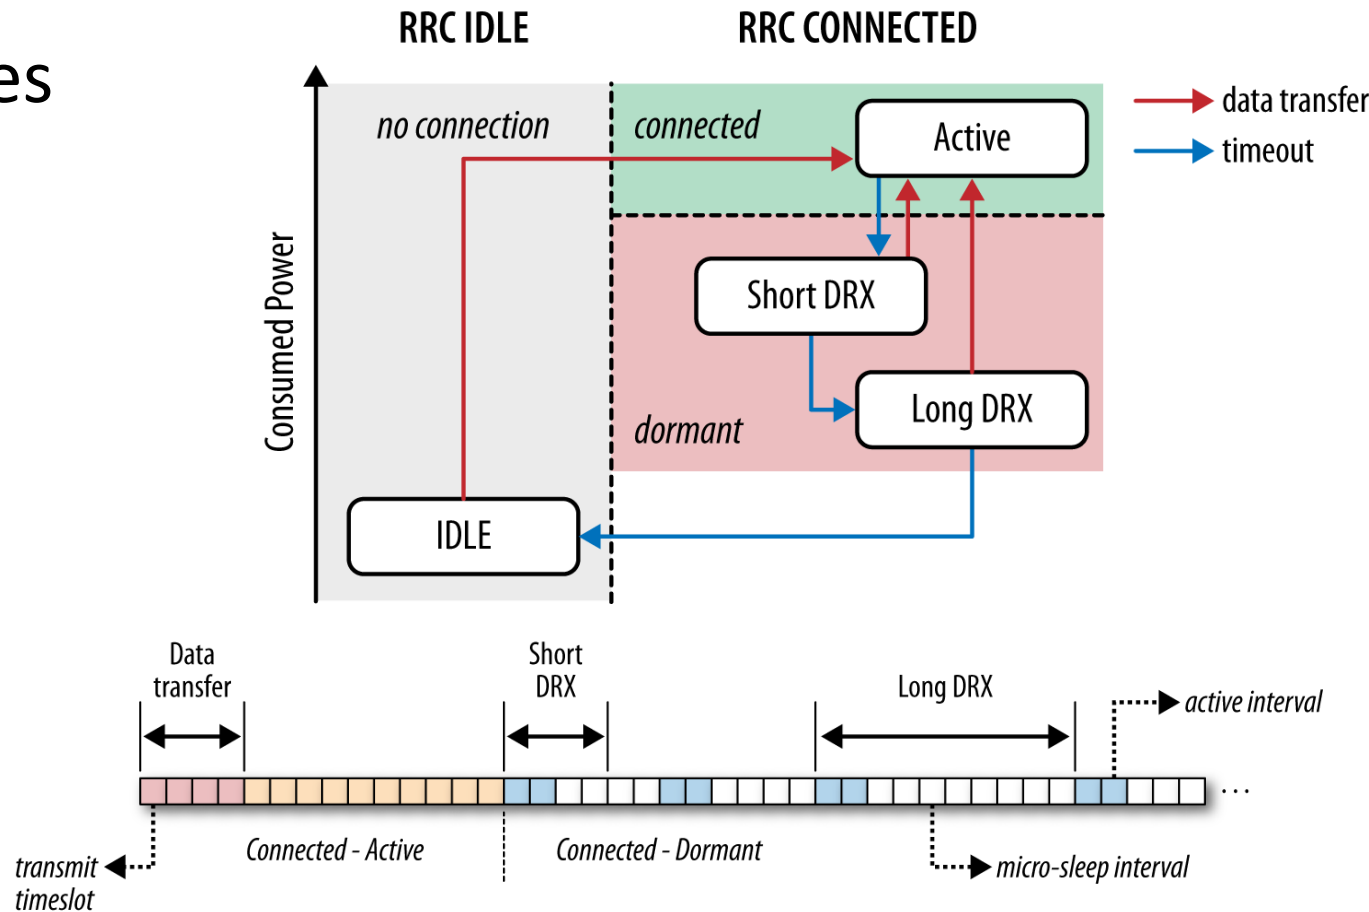 es
RRC IDLE
RRC CONNECTED
no connection
connected
Active
data transfer
timeout
Consumed Power
Short DRX
dormant
Long DRX
IDLE
Data
transfer
Short
DRX
Long DRX
active interval
...
Connected - Active
Connected - Dormant
transmit
timeslot
micro-sleep interval